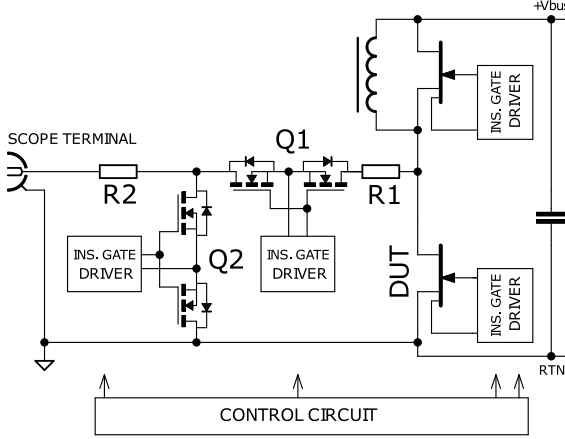 +Vbus
INS. GATE
DRIVER
SCOPE TERMINAL
Q1
R2
R1
INS. GATE
DRIVER
Q2
INS. GATE
DRIVER
DUT
INS. GATE
DRIVER
RTN
CONTROL CIRCUIT